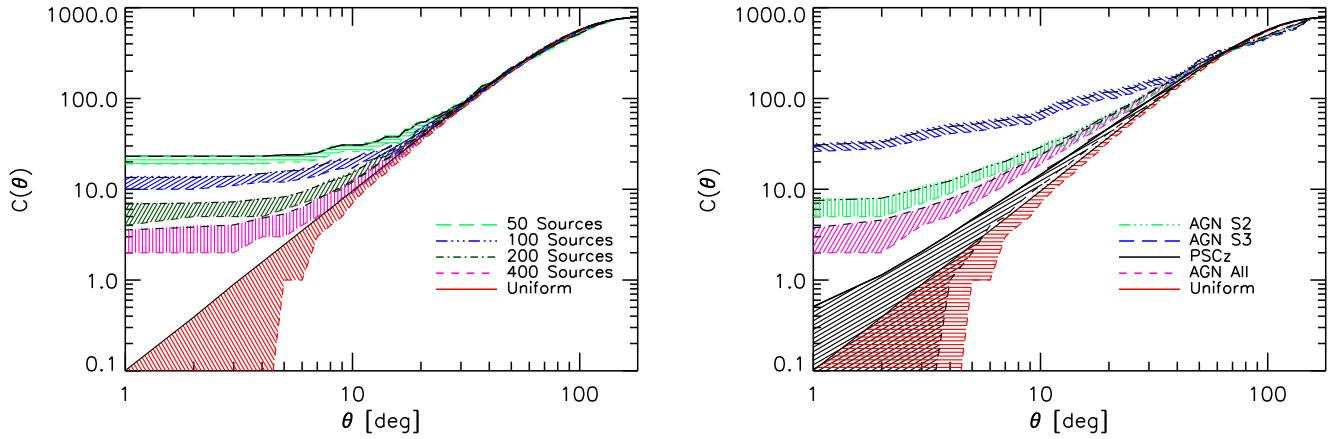 1000.0
100.0
10.0
1.0
0.1
C(θ)
1
10
100
θ [deg]
50 Sources
100 Sources
200 Sources
400 Sources
Uniform
1000.0
100.0
10.0
1.0
0.1
C(θ)
1
10
100
θ [deg]
AGN S2
AGN S3
PSCz
AGN All
Uniform